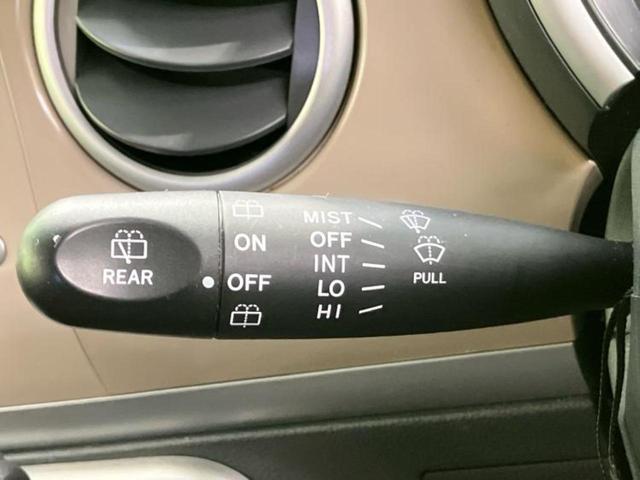 REAR
ON
OFF
MIST
OFF
INT
LO
HI
PULL